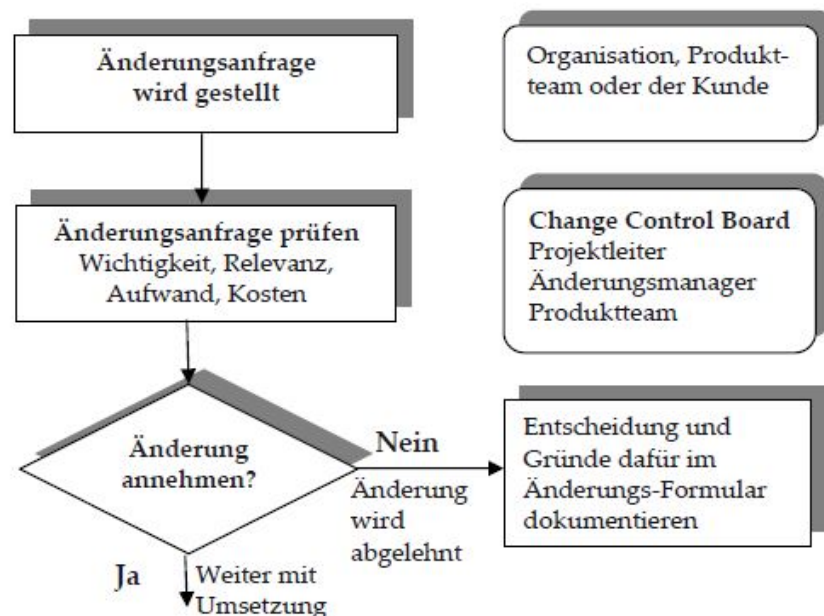 Änderungsanfrage
wird gestellt
Organisation, Produkt-
team oder der Kunde
Änderungsanfrage prüfen
Wichtigkeit, Relevanz,
Aufwand, Kosten
Change Control Board
Projektleiter
Änderungsmanager
Produktteam
Änderung
annehmen?
Nein
Änderung
wird
abgelehnt
Entscheidung und
Gründe dafür im
Änderungs-Formular
dokumentieren
Ja
Weiter mit
Umsetzung